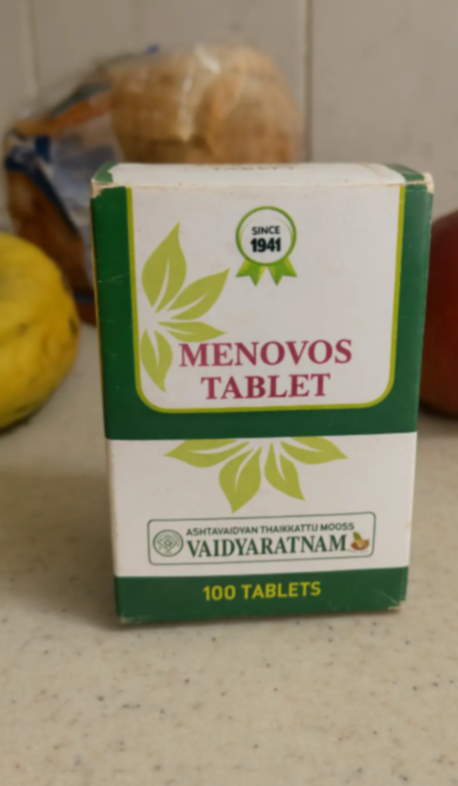 SINCE
1941
MENOVOS
TABLET
ASHTAVAIDYAN THAIKKATTU MOOSS
VAIDYARATNAM
100 TABLETS